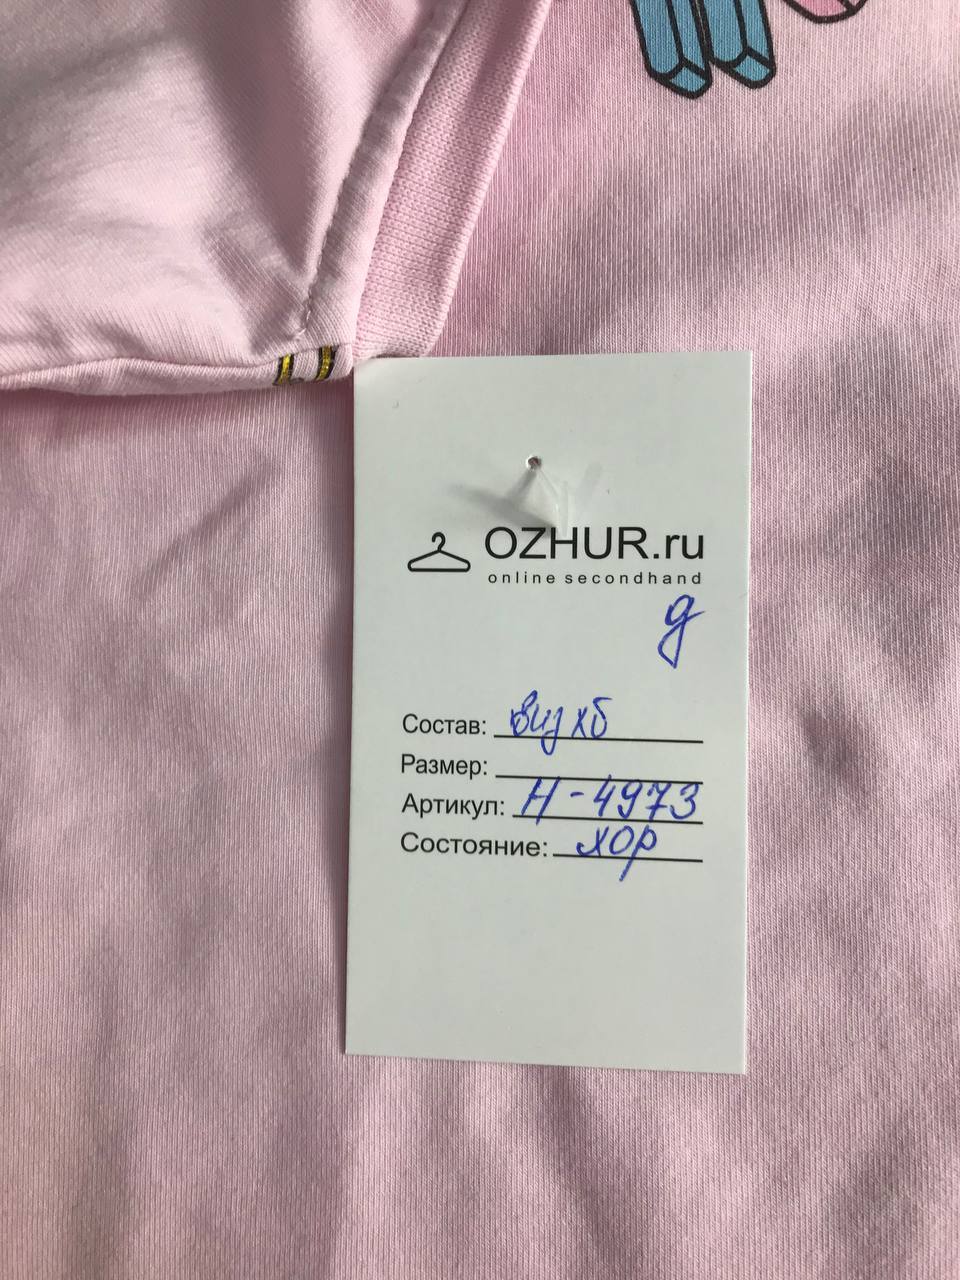 OZHUR.ru
online secondhand
д
Состав: виз хб
Размер:
Артикул: Н-4973
Состояние: хор